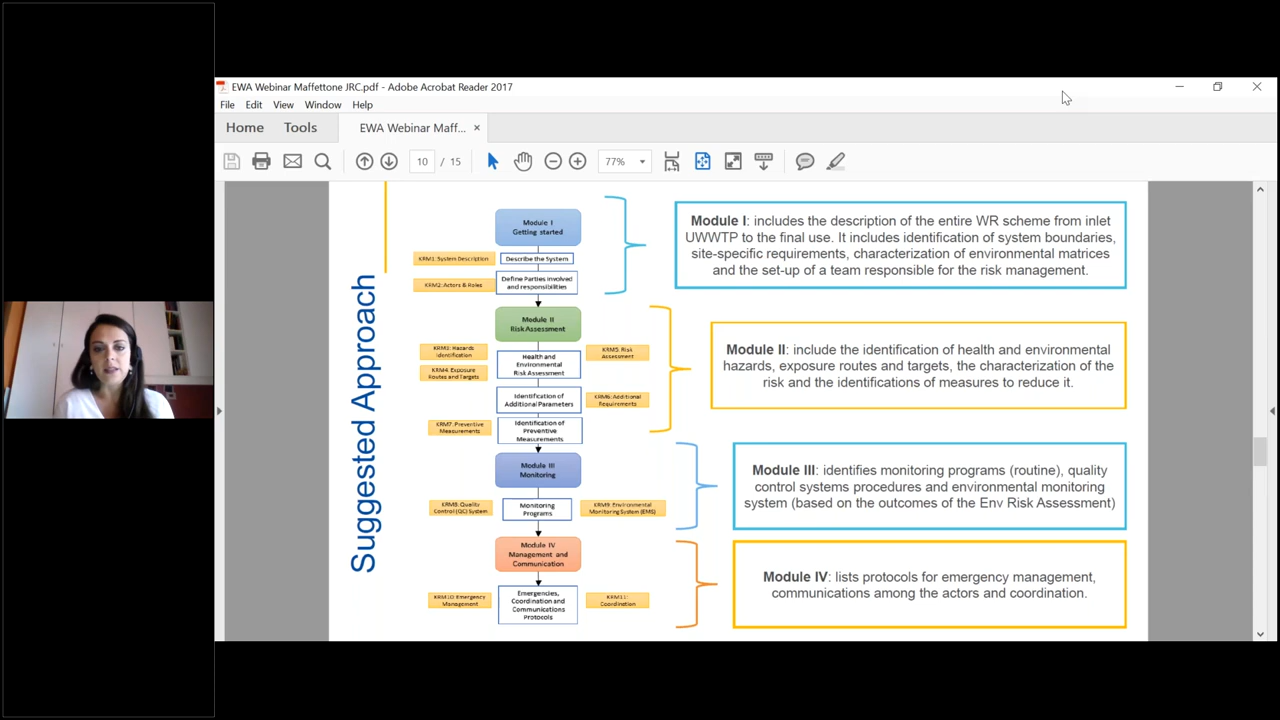 EWA Webinar Maffettone JRC.pdf - Adobe Acrobat Reader 2017
File Edit View Window Help
Home Tools EWA Webinar Maff... ×
10 / 15 77%
Suggested Approach
Module I
Getting started
KRM1: System Description
Describe the System
KRM2: Actors & Roles
Define Parties Involved
and responsibilities
Module II
Risk Assessment
KRM3: Hazards
Identification
KRM4: Exposure
Routes and Targets
Health and
Environmental
Risk Assessment
KRM5: Risk
Assessment
Identification of
Additional Parameters
KRM6: Additional
Requirements
KRM7: Preventive
Measurements
Identification of
Preventive
Measurements
Module III
Monitoring
KRM8: Quality
Control (QC) System
Monitoring
Programs
KRM9: Environmental
Monitoring System (EMS)
Module IV
Management and
Communication
KRM10: Emergency
Management
Emergencies,
Coordination and
Communications
Protocols
KRM11:
Coordination
Module I: includes the description of the entire WR scheme from inlet
UWWTP to the final use. It includes identification of system boundaries,
site-specific requirements, characterization of environmental matrices
and the set-up of a team responsible for the risk management.
Module II: include the identification of health and environmental
hazards, exposure routes and targets, the characterization of the
risk and the identifications of measures to reduce it.
Module III: identifies monitoring programs (routine), quality
control systems procedures and environmental monitoring
system (based on the outcomes of the Env Risk Assessment)
Module IV: lists protocols for emergency management,
communications among the actors and coordination.